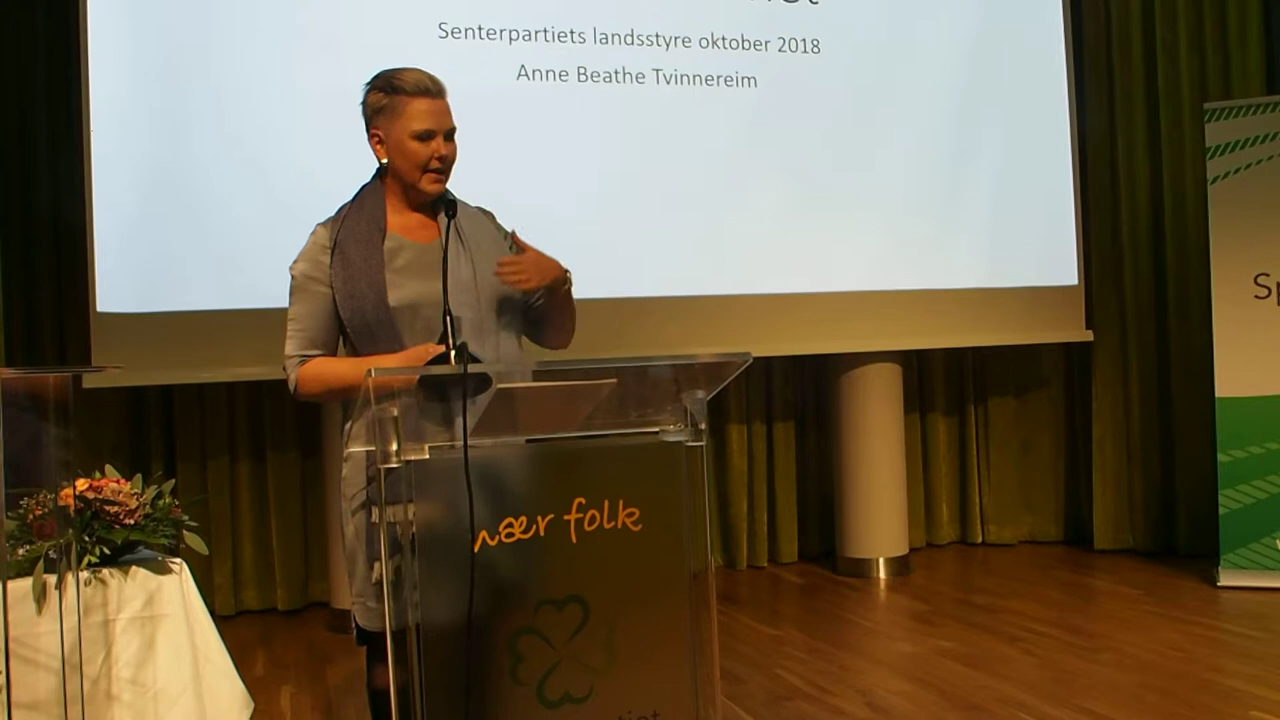 Senterpartiets landsstyre oktober 2018
Anne Beathe Tvinnereim
nær folk